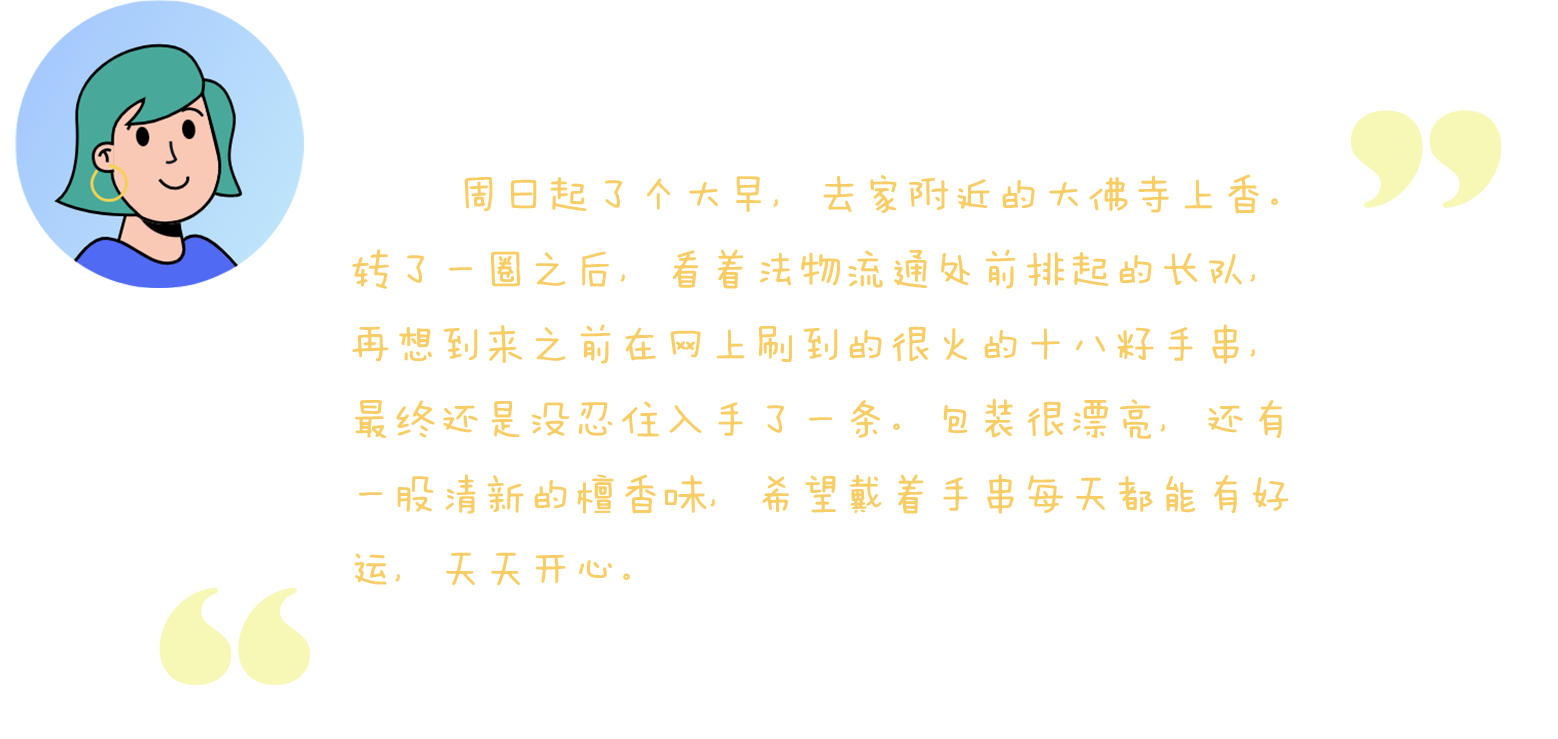 周日起了个大早，去家附近的大佛寺上香。
转了一圈之后，看着法物流通处前排起的长队，
再想到来之前在网上刷到的很火的十八籽手串，
最终还是没忍住入手了一条。包装很漂亮，还有
一股清新的檀香味，希望戴着手串每天都能有好
运，天天开心。